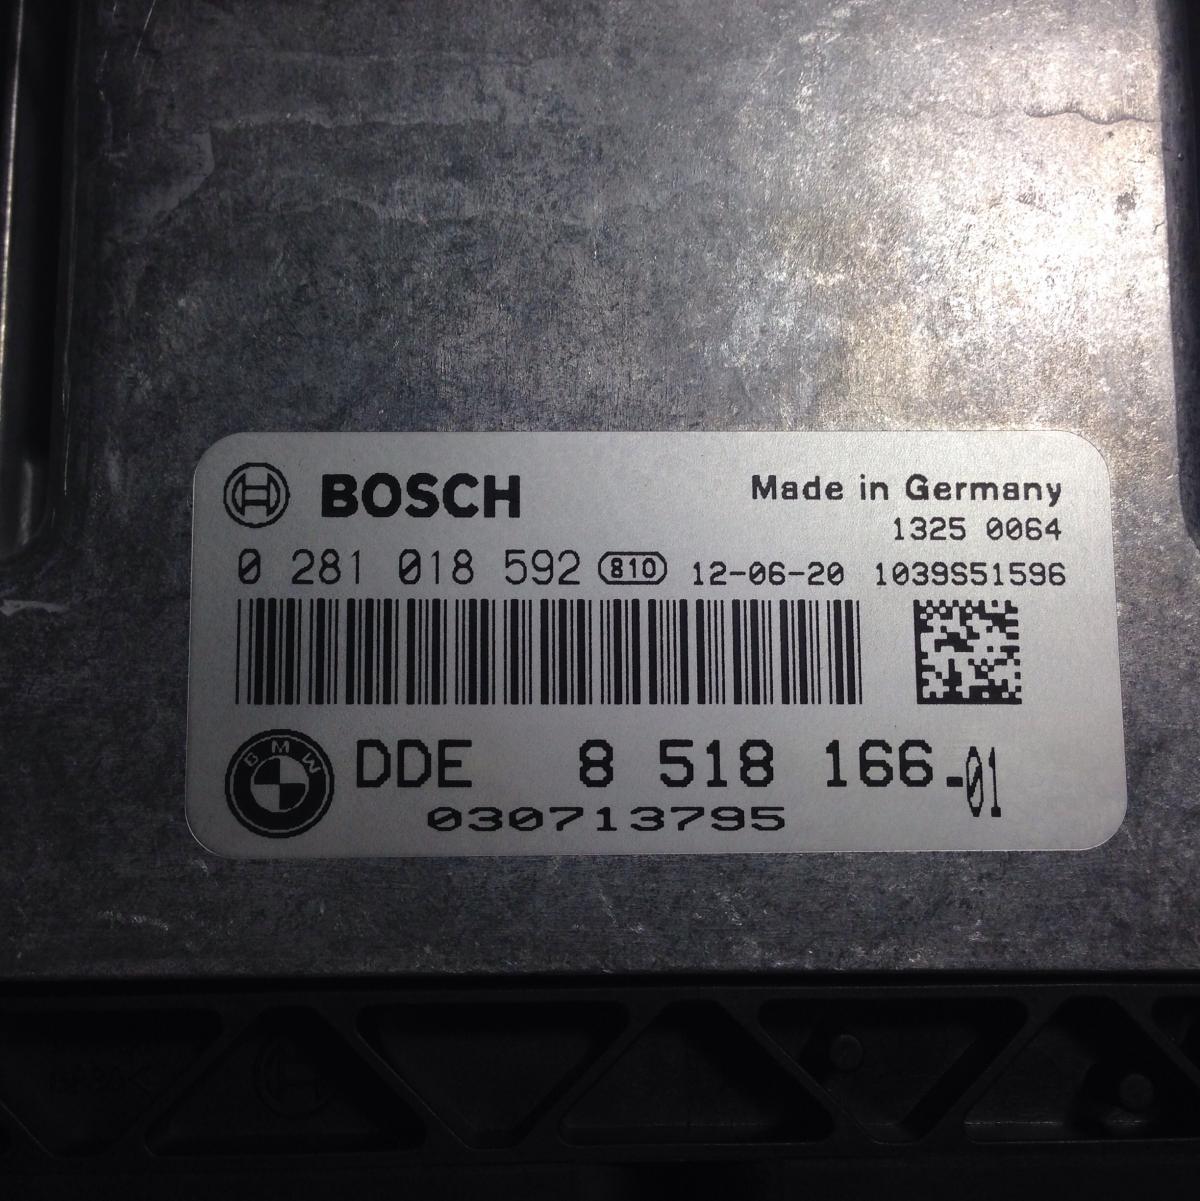 BOSCH
Made in Germany
1325 0064
0 281 018 592 810 12-06-20 1039S51596
BMW DDE 8 518 166-01
030713795